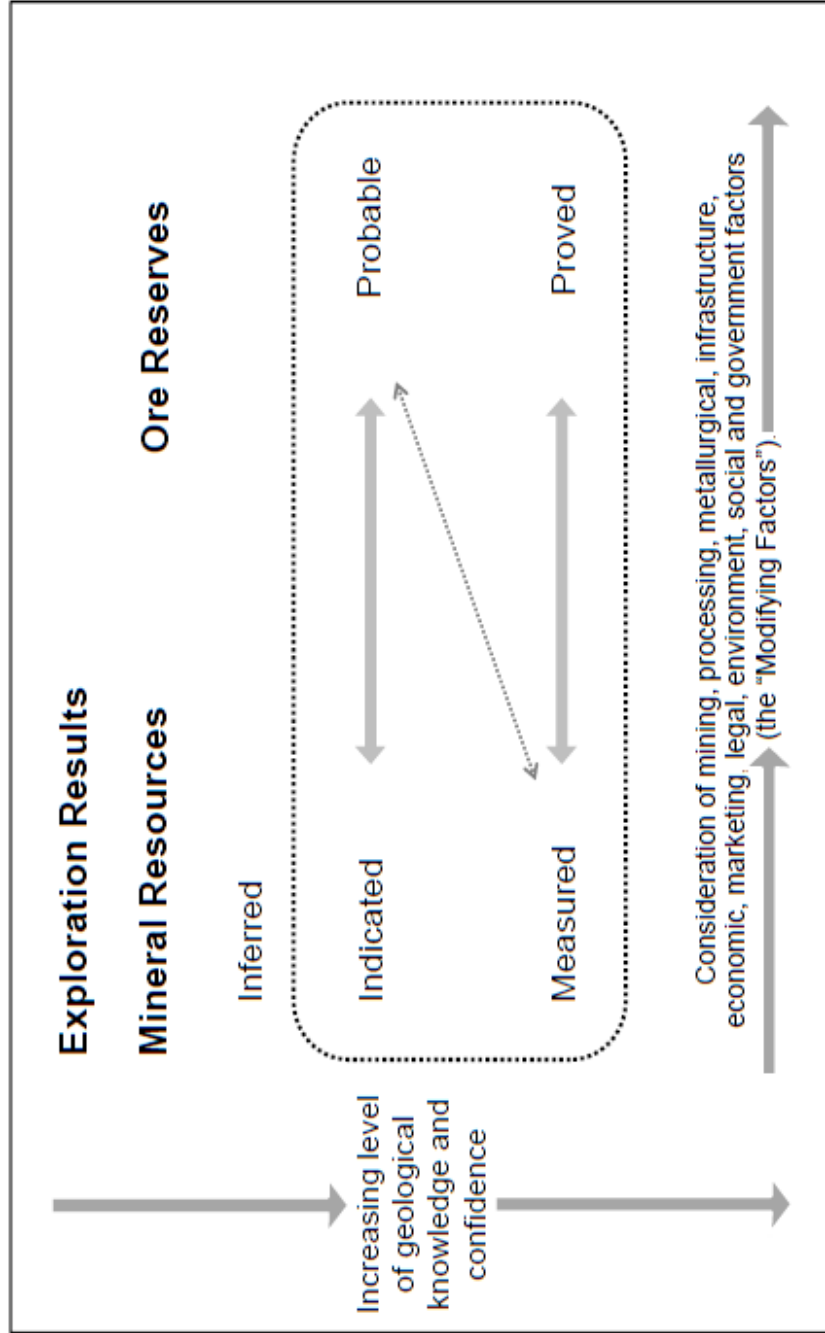 Exploration Results
Mineral Resources
Ore Reserves
Inferred
Increasing level
of geological
knowledge and
confidence
Indicated
Probable
Measured
Proved
Consideration of mining, processing, metallurgical, infrastructure,
economic, marketing, legal, environment, social and government factors
(the “Modifying Factors”).